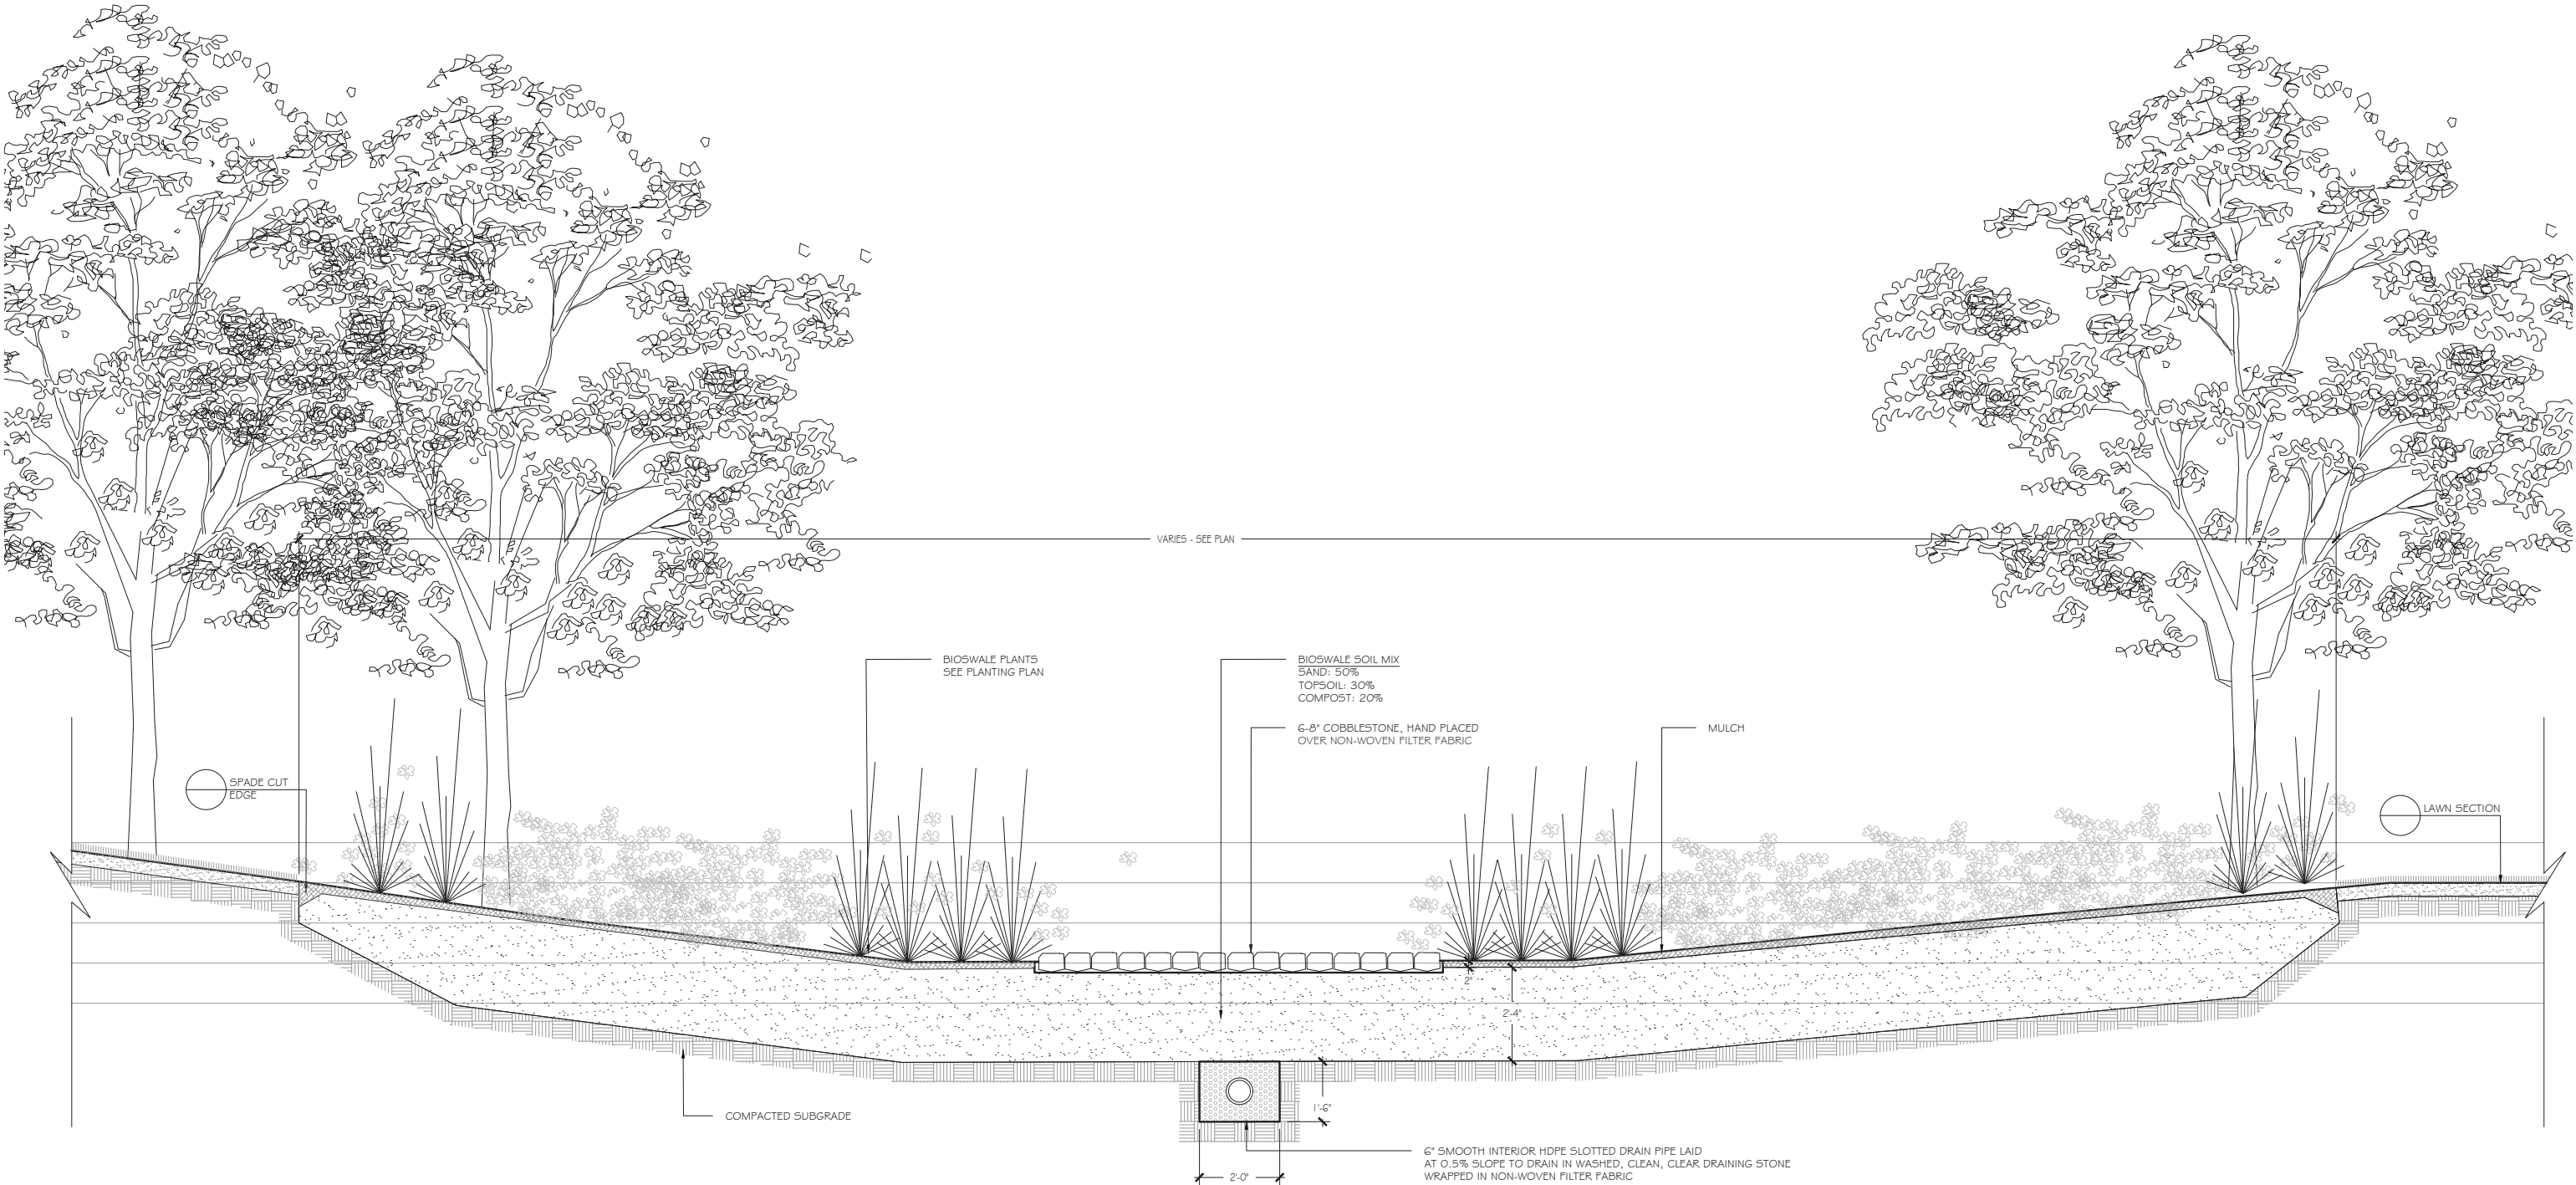 VARIES - SEE PLAN
BIOSWALE PLANTS
SEE PLANTING PLAN
BIOSWALE SOIL MIX
SAND: 50%
TOPSOIL: 30%
COMPOST: 20%
6-8" COBBLESTONE, HAND PLACED
OVER NON-WOVEN FILTER FABRIC
MULCH
SPADE CUT
EDGE
LAWN SECTION
2"
2'-4"
COMPACTED SUBGRADE
1'-6"
6" SMOOTH INTERIOR HDPE SLOTTED DRAIN PIPE LAID
AT 0.5% SLOPE TO DRAIN IN WASHED, CLEAN, CLEAR DRAINING STONE
WRAPPED IN NON-WOVEN FILTER FABRIC
2'-0"